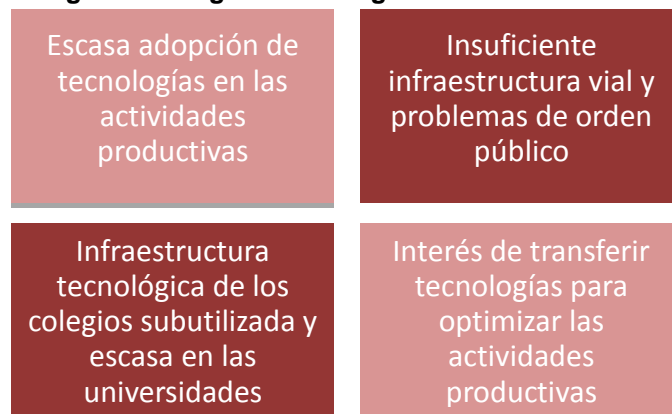 Escasa adopción de
tecnologías en las
actividades
productivas
Insuficiente
infraestructura vial y
problemas de orden
público
Infraestructura
tecnológica de los
colegios subutilizada y
escasa en las
universidades
Interés de transferir
tecnologías para
optimizar las
actividades
productivas